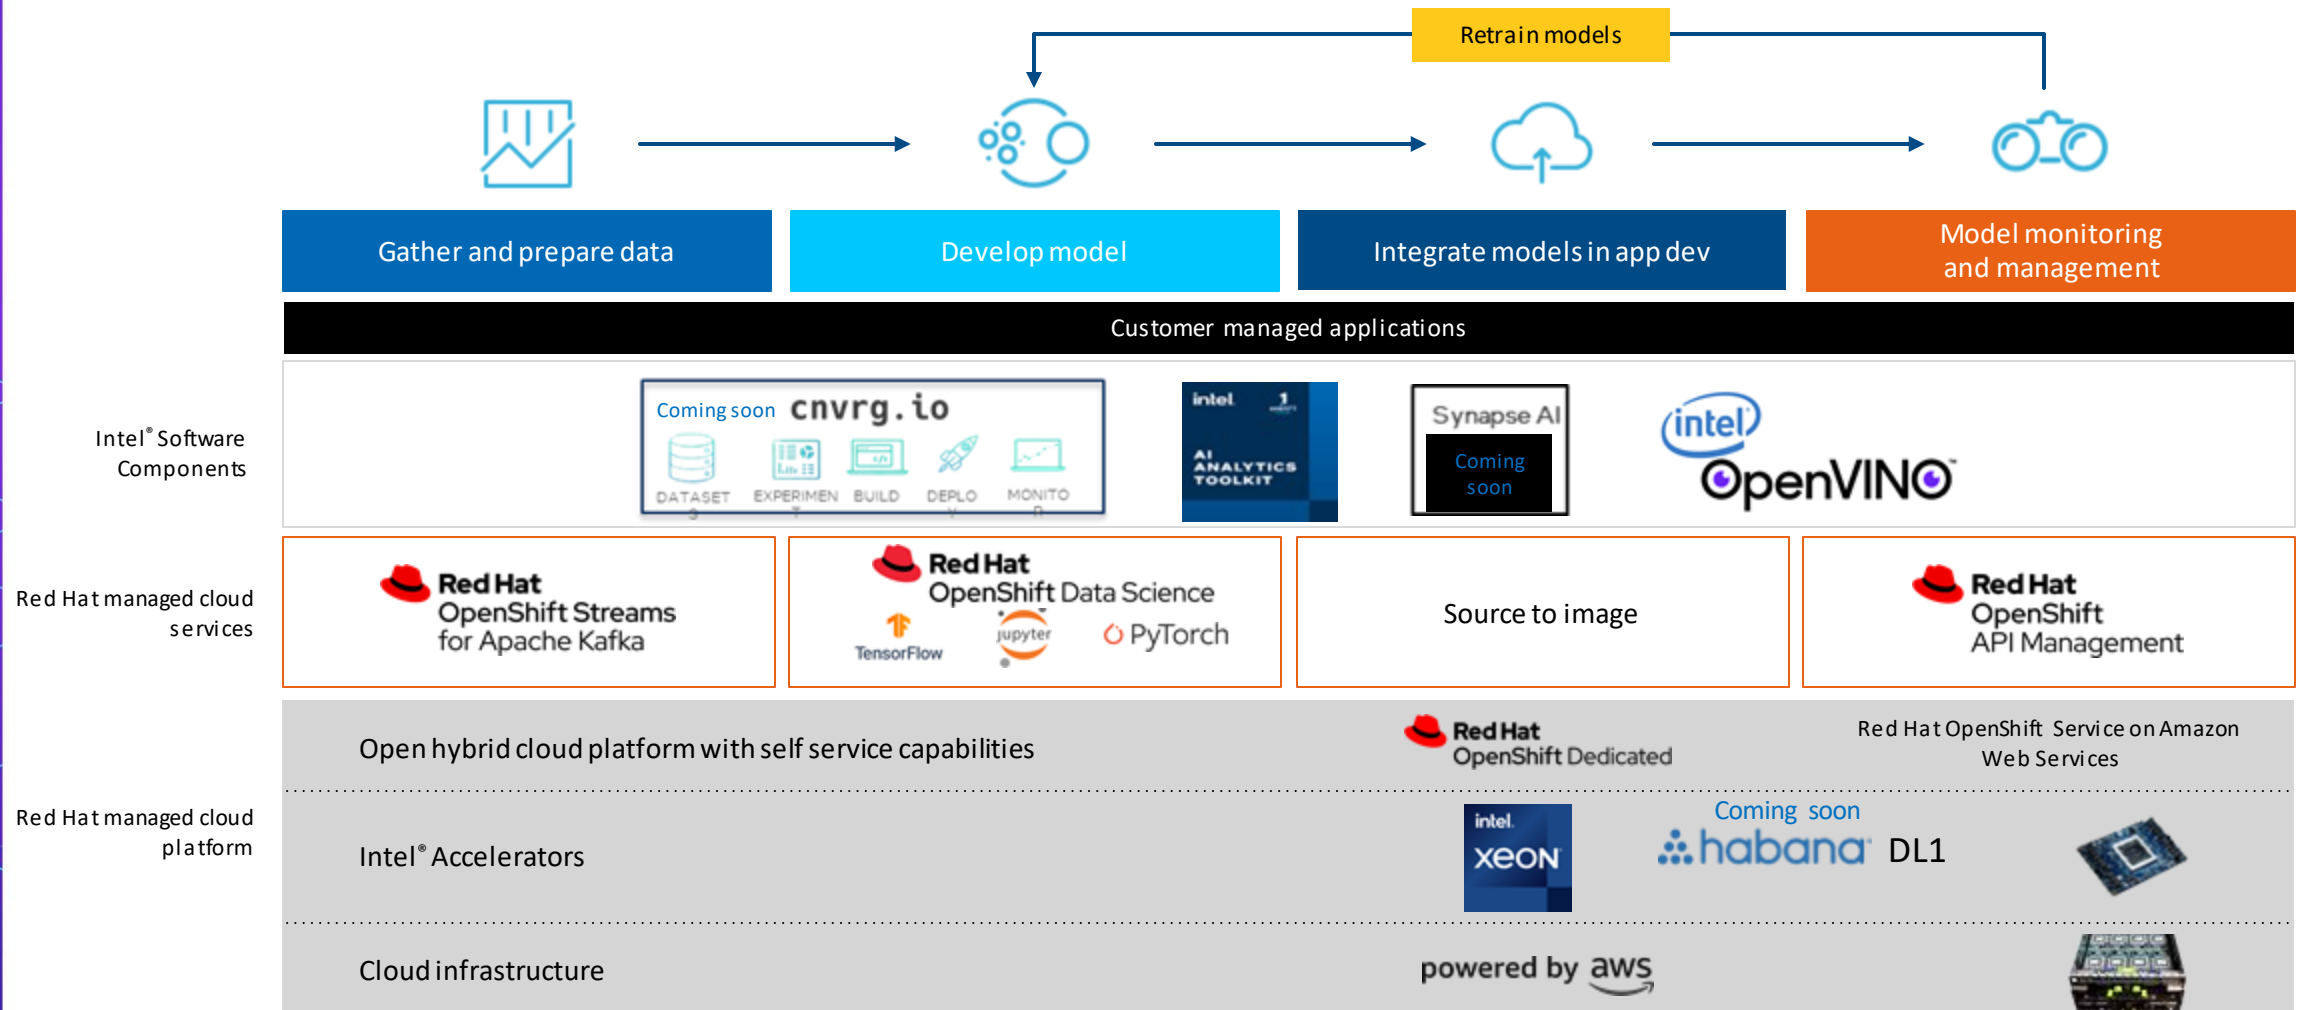 Retrain models
Gather and prepare data
Develop model
Integrate models in app dev
Model monitoring
and management
Customer managed applications
Intel® Software
Components
Coming soon cnvrg.io
DATASET
S
EXPERIMEN
T
BUILD
DEPLO
Y
MONITO
R
intel. 1
AI
ANALYTICS
TOOLKIT
Synapse AI
Coming
soon
intel
OpenVINO™
Red Hat managed cloud
services
Red Hat
OpenShift Streams
for Apache Kafka
Red Hat
OpenShift Data Science
TensorFlow
jupyter
PyTorch
Source to image
Red Hat
OpenShift
API Management
Red Hat managed cloud
platform
Open hybrid cloud platform with self service capabilities
Red Hat
OpenShift Dedicated
Red Hat OpenShift Service on Amazon
Web Services
Intel® Accelerators
intel.
xeon
Coming soon
habana DL1
Cloud infrastructure
powered by aws